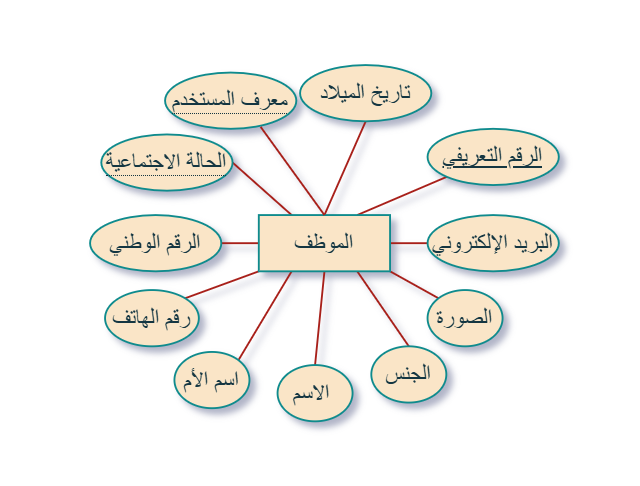 تاريخ الميلاد
معرف المستخدم
الرقم التعريفي
الحالة الاجتماعية
البريد الإلكتروني
الموظف
الرقم الوطني
الصورة
رقم الهاتف
الجنس
اسم الأم
الاسم